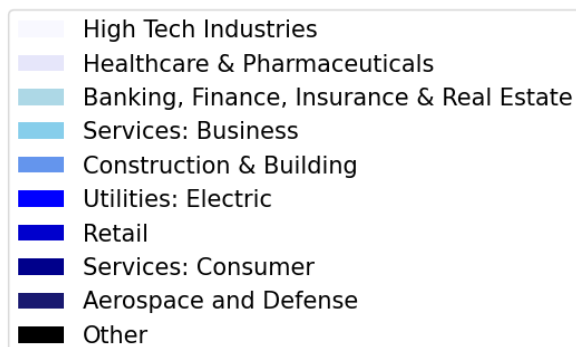 High Tech Industries
Healthcare & Pharmaceuticals
Banking, Finance, Insurance & Real Estate
Services: Business
Construction & Building
Utilities: Electric
Retail
Services: Consumer
Aerospace and Defense
Other